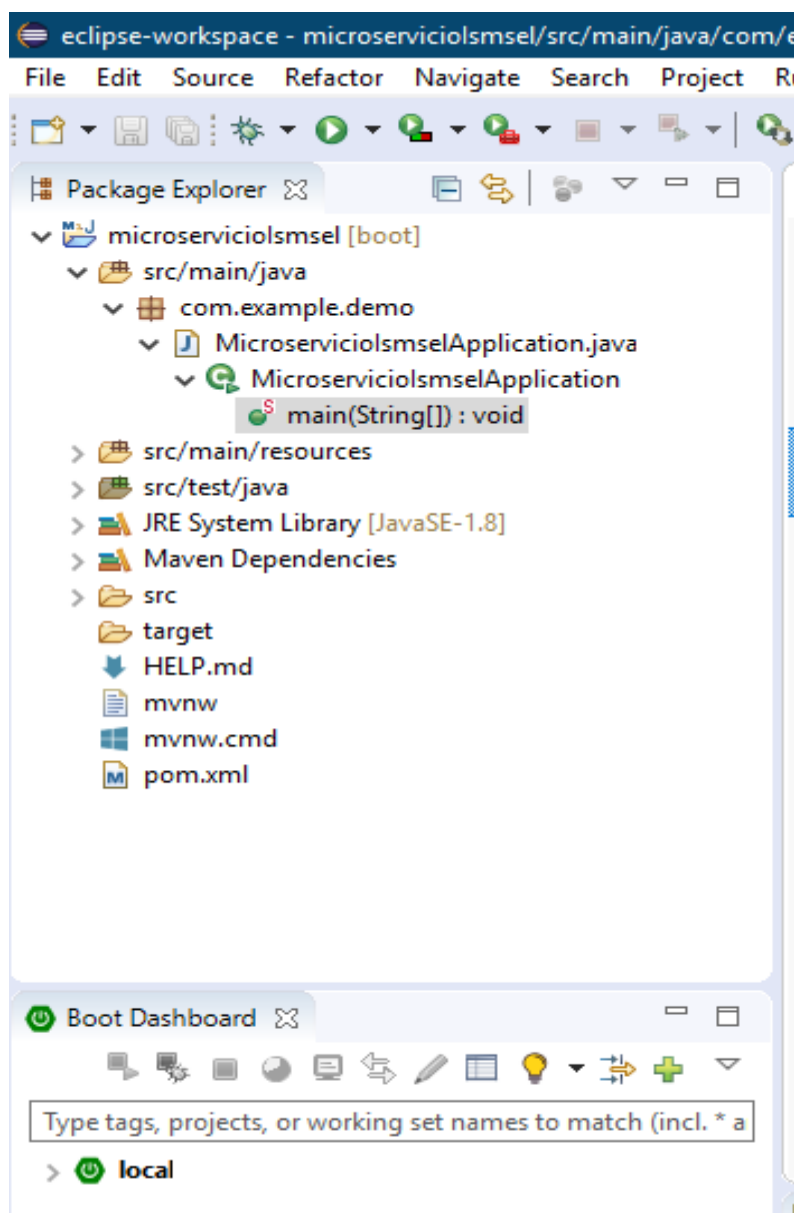 eclipse-workspace - microserviciolsmsel/src/main/java/com/e
File Edit Source Refactor Navigate Search Project Ru
Package Explorer
microserviciolsmsel [boot]
src/main/java
com.example.demo
MicroserviciolsmselApplication.java
MicroserviciolsmselApplication
main(String[]) : void
src/main/resources
src/test/java
JRE System Library [JavaSE-1.8]
Maven Dependencies
src
target
HELP.md
mvnw
mvnw.cmd
pom.xml
Boot Dashboard
Type tags, projects, or working set names to match (incl. * a
local